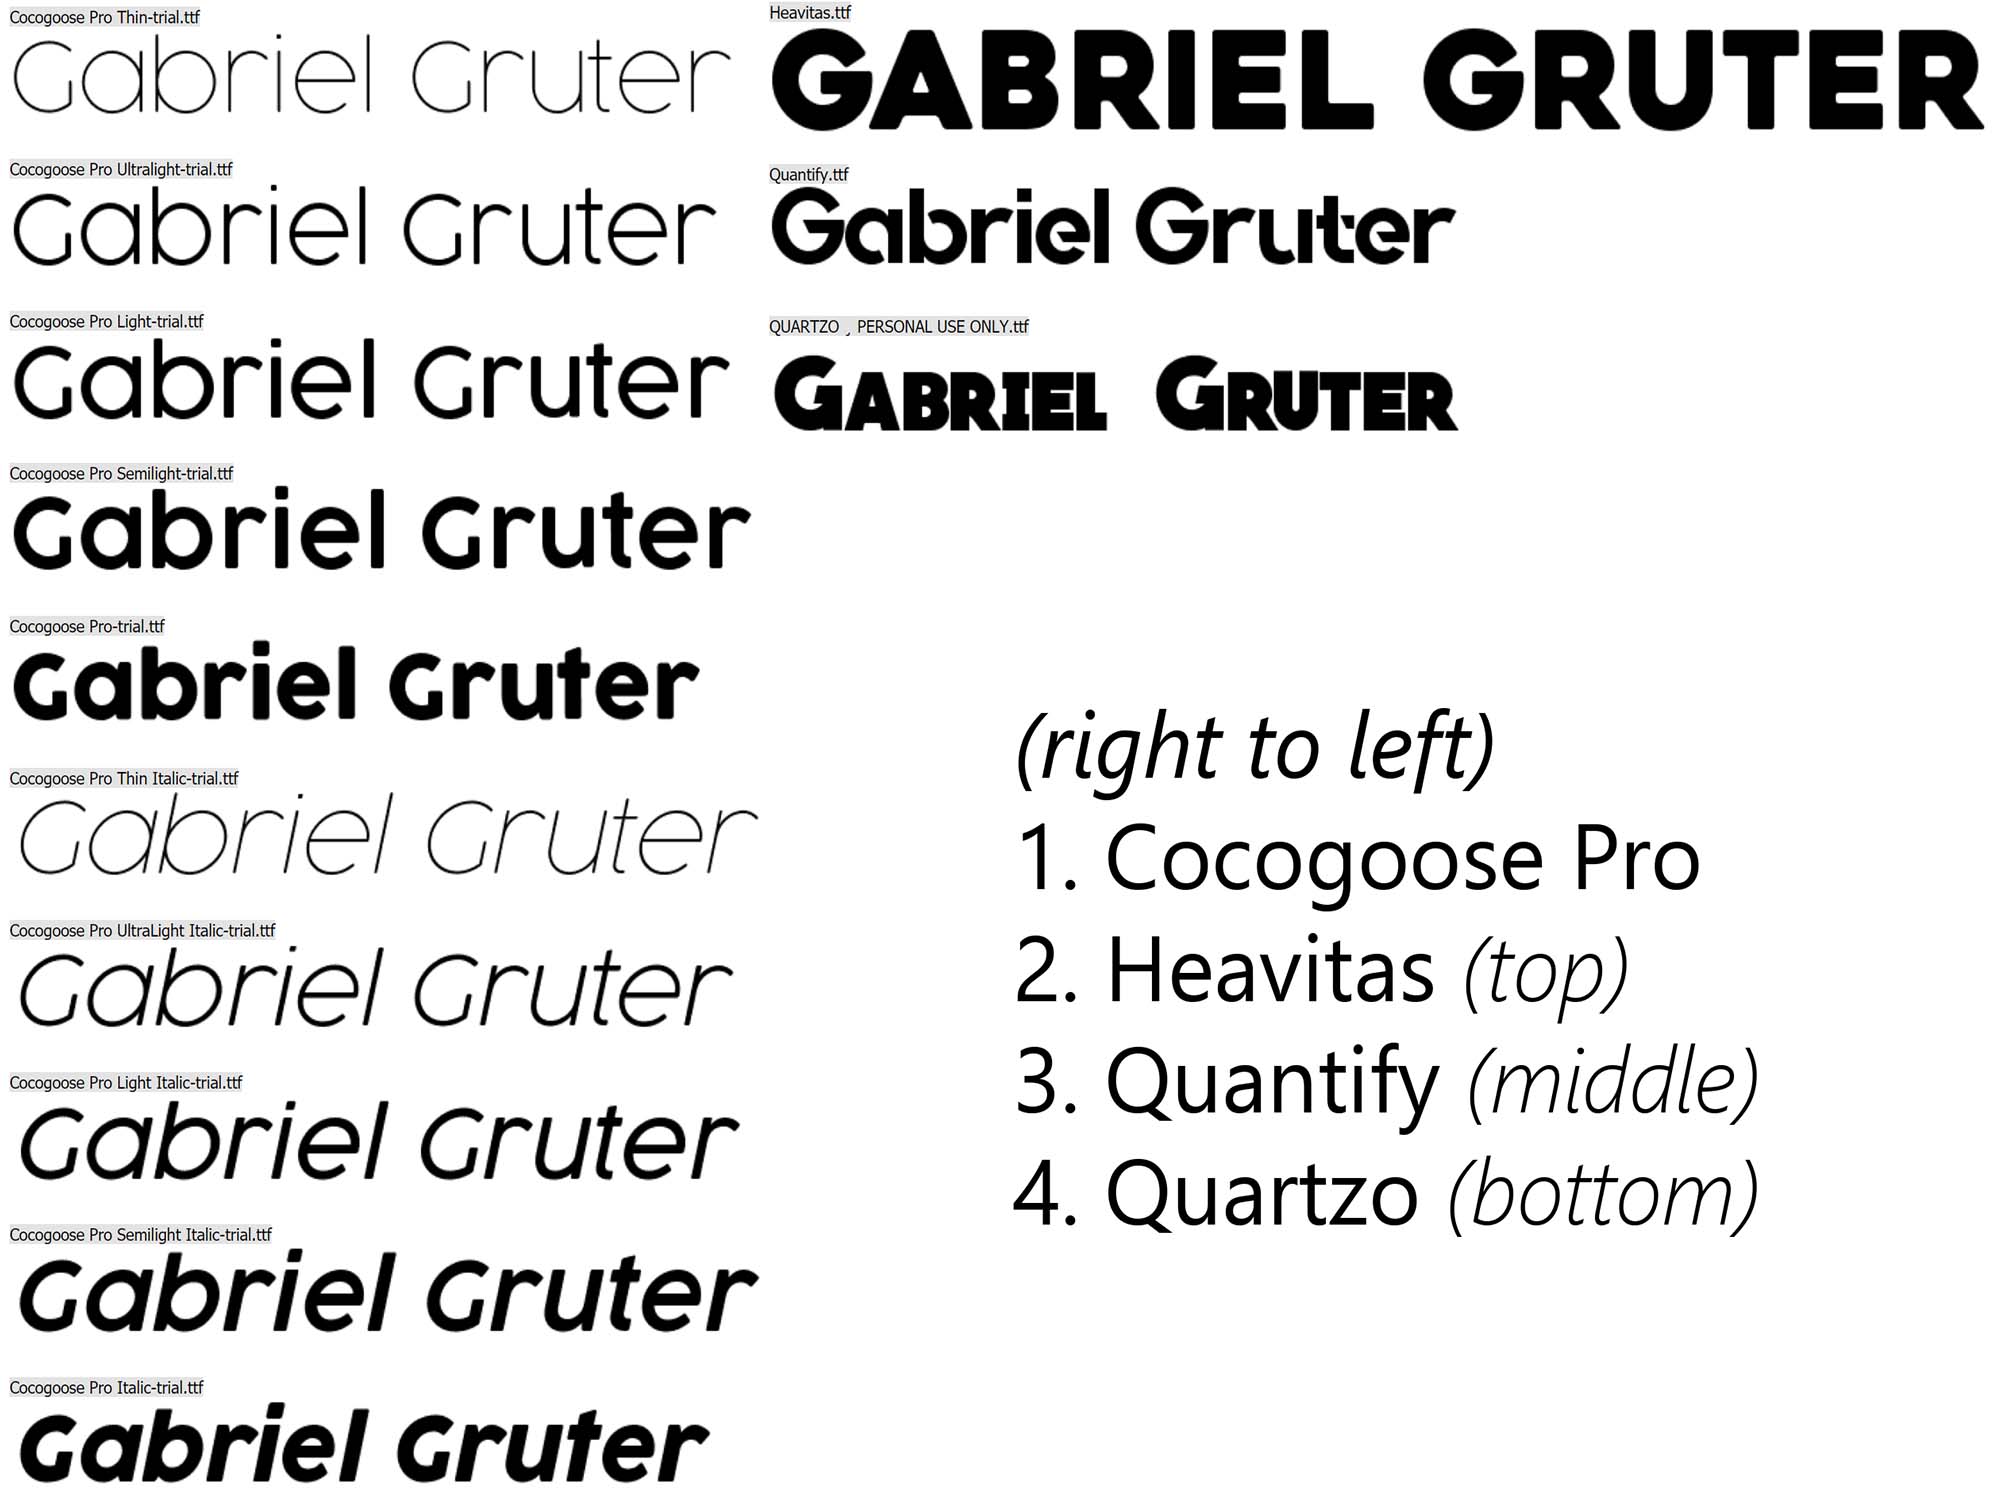 Cocogoose Pro Thin-trial.ttf
Gabriel Gruter
Cocogoose Pro Ultralight-trial.ttf
Gabriel Gruter
Cocogoose Pro Light-trial.ttf
Gabriel Gruter
Cocogoose Pro Semilight-trial.ttf
Gabriel Gruter
Cocogoose Pro-trial.ttf
Gabriel Gruter
Cocogoose Pro Thin Italic-trial.ttf
Gabriel Gruter
Cocogoose Pro UltraLight Italic-trial.ttf
Gabriel Gruter
Cocogoose Pro Light Italic-trial.ttf
Gabriel Gruter
Cocogoose Pro Semilight Italic-trial.ttf
Gabriel Gruter
Cocogoose Pro Italic-trial.ttf
Gabriel Gruter
Heavitas.ttf
GABRIEL GRUTER
Quantify.ttf
Gabriel Gruter
QUARTZO ¸ PERSONAL USE ONLY.ttf
GABRIEL GRUTER
(right to left)
1. Cocogoose Pro
2. Heavitas (top)
3. Quantify (middle)
4. Quartzo (bottom)